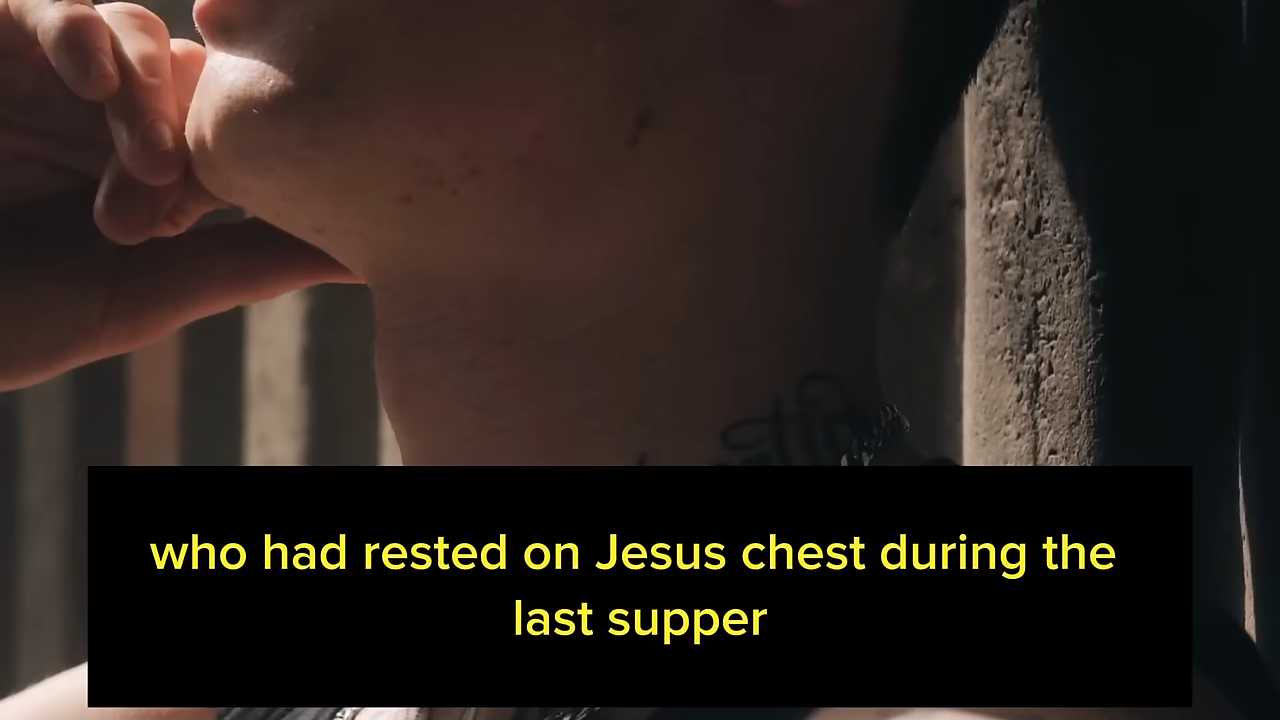 who had rested on Jesus chest during the
last supper